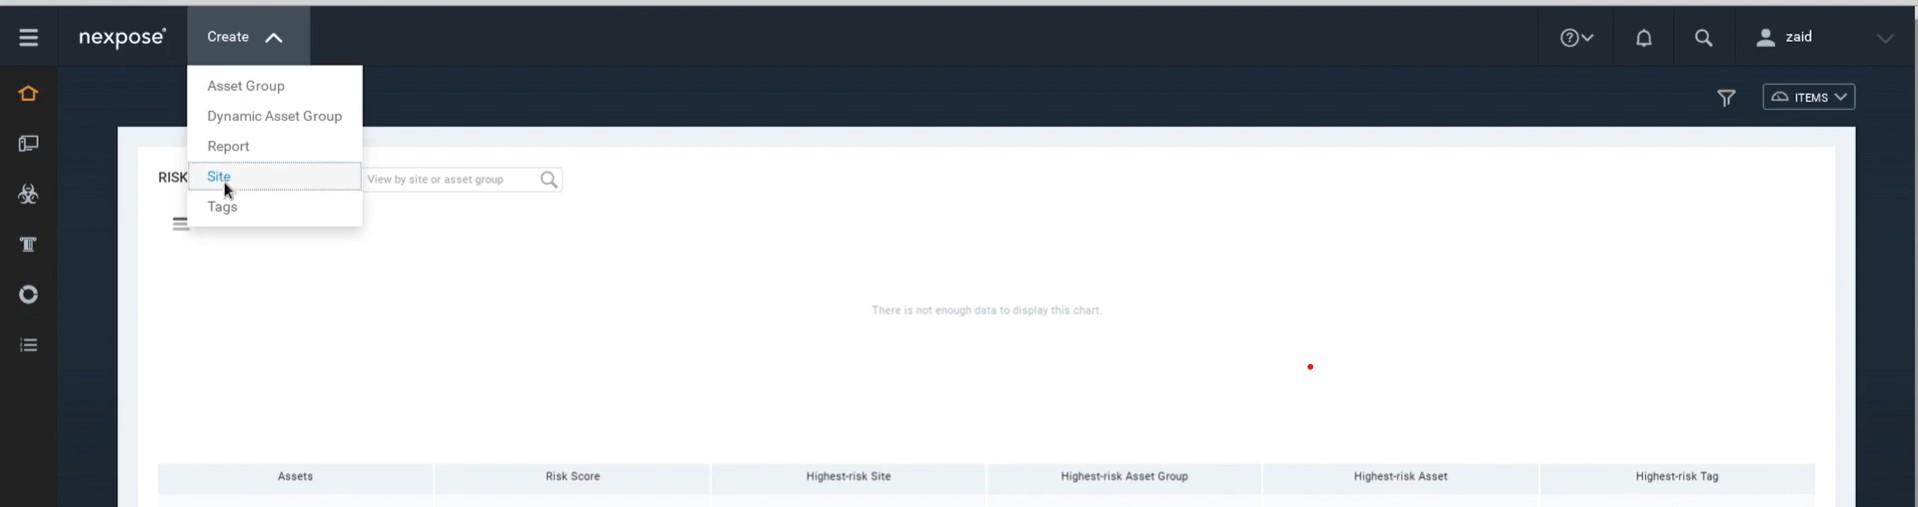 nexpose®
Create
zaid
Asset Group
Dynamic Asset Group
ITEMS
Report
RISK
Site
View by site or asset group
Tags
There is not enough data to display this chart.
Assets
Risk Score
Highest-risk Site
Highest-risk Asset Group
Highest-risk Asset
Highest-risk Tag